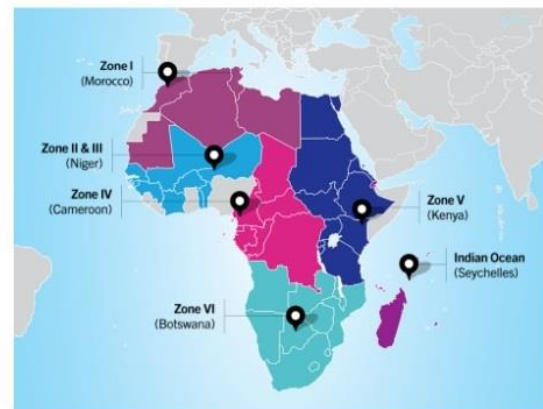 Zone I
(Morocco)
Zone II & III
(Niger)
Zone IV
(Cameroon)
Zone V
(Kenya)
Indian Ocean
(Seychelles)
Zone VI
(Botswana)